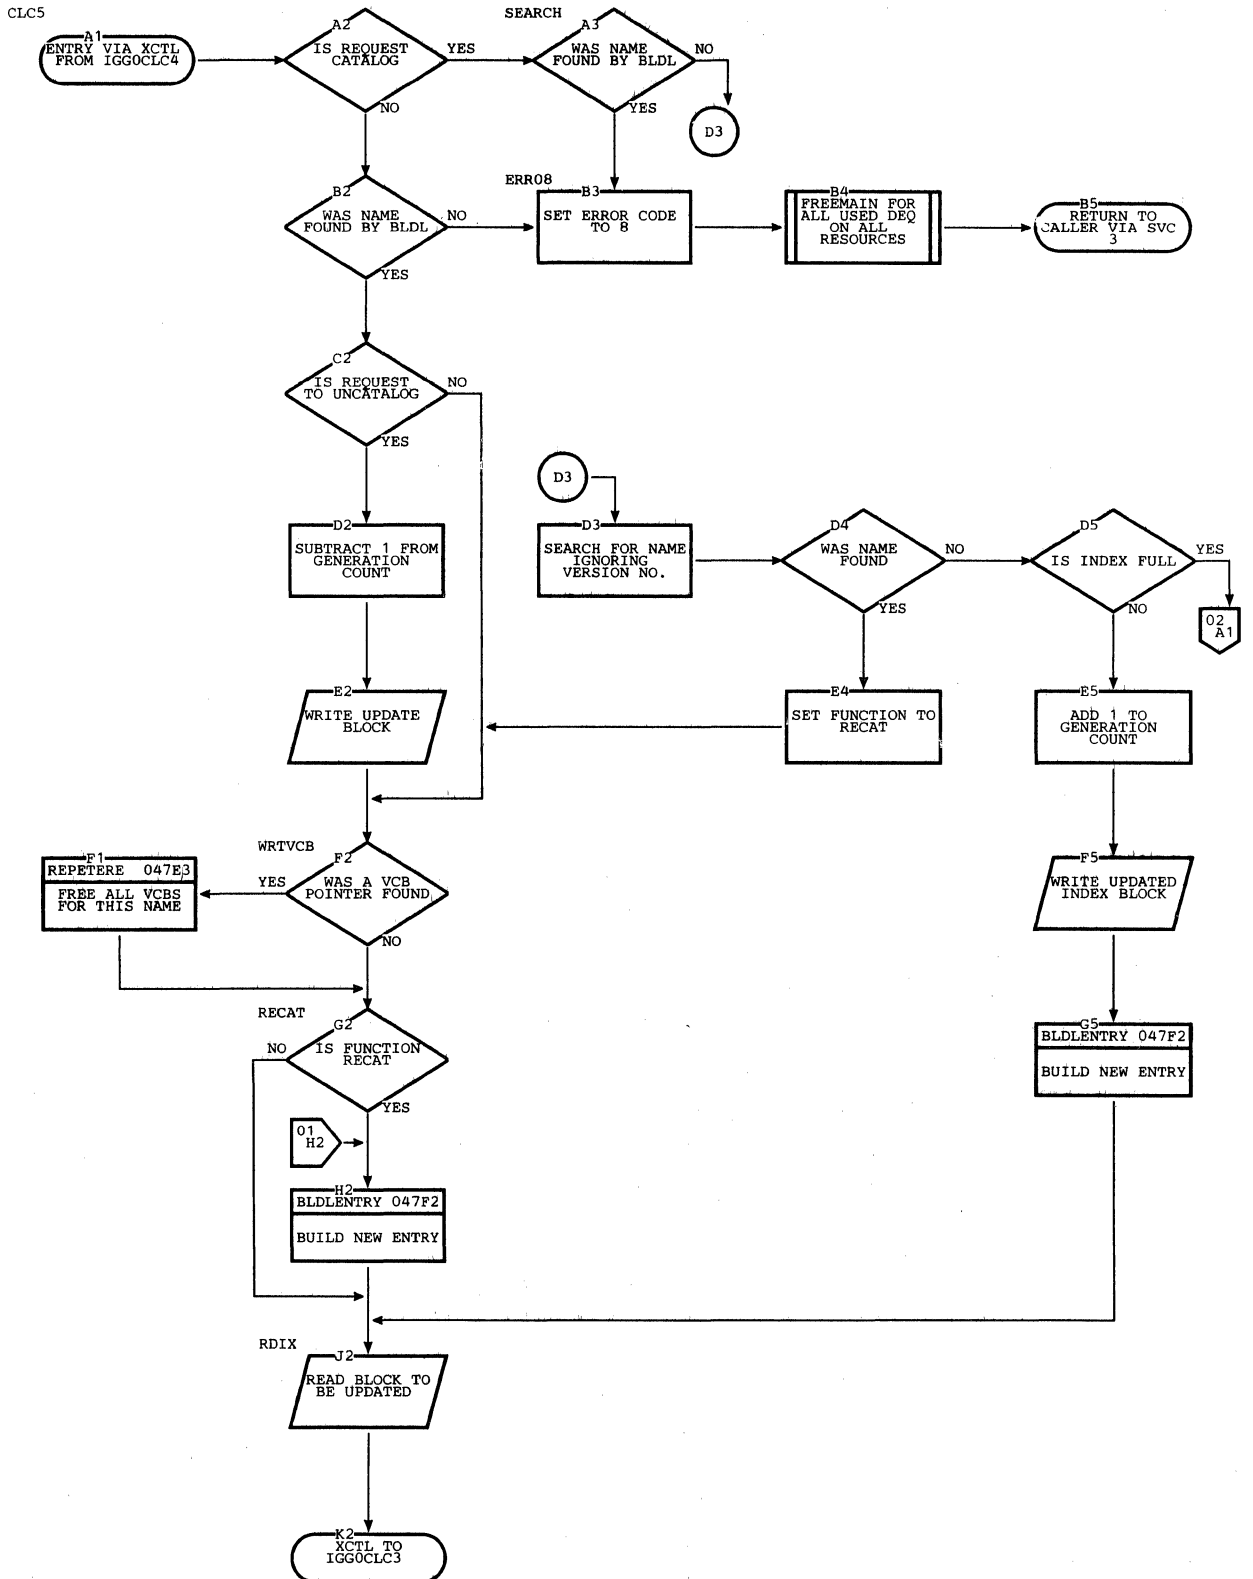 CLC5
A1
ENTRY VIA XCTL
FROM IGG0CLC4
A2
IS REQUEST
CATALOG
YES
NO
SEARCH
A3
WAS NAME
FOUND BY BLDL
NO
YES
D3
B2
WAS NAME
FOUND BY BLDL
NO
YES
ERR08
B3
SET ERROR CODE
TO 8
B4
FREEMAIN FOR
ALL USED DEQ
ON ALL
RESOURCES
B5
RETURN TO
CALLER VIA SVC
3
C2
IS REQUEST
TO UNCATALOG
NO
YES
D2
SUBTRACT 1 FROM
GENERATION
COUNT
D3
D3
SEARCH FOR NAME
IGNORING
VERSION NO.
D4
WAS NAME
FOUND
NO
YES
D5
IS INDEX FULL
YES
NO
02
A1
E2
WRITE UPDATE
BLOCK
E4
SET FUNCTION TO
RECAT
E5
ADD 1 TO
GENERATION
COUNT
F1
REPETERE 047E3
FREE ALL VCBS
FOR THIS NAME
WRTVCB
F2
WAS A VCB
POINTER FOUND
YES
NO
F5
WRITE UPDATED
INDEX BLOCK
RECAT
G2
IS FUNCTION
RECAT
NO
YES
G5
BLDLENTRY 047F2
BUILD NEW ENTRY
01
H2
H2
BLDLENTRY 047F2
BUILD NEW ENTRY
RDIX
J2
READ BLOCK TO
BE UPDATED
K2
XCTL TO
IGG0CLC3